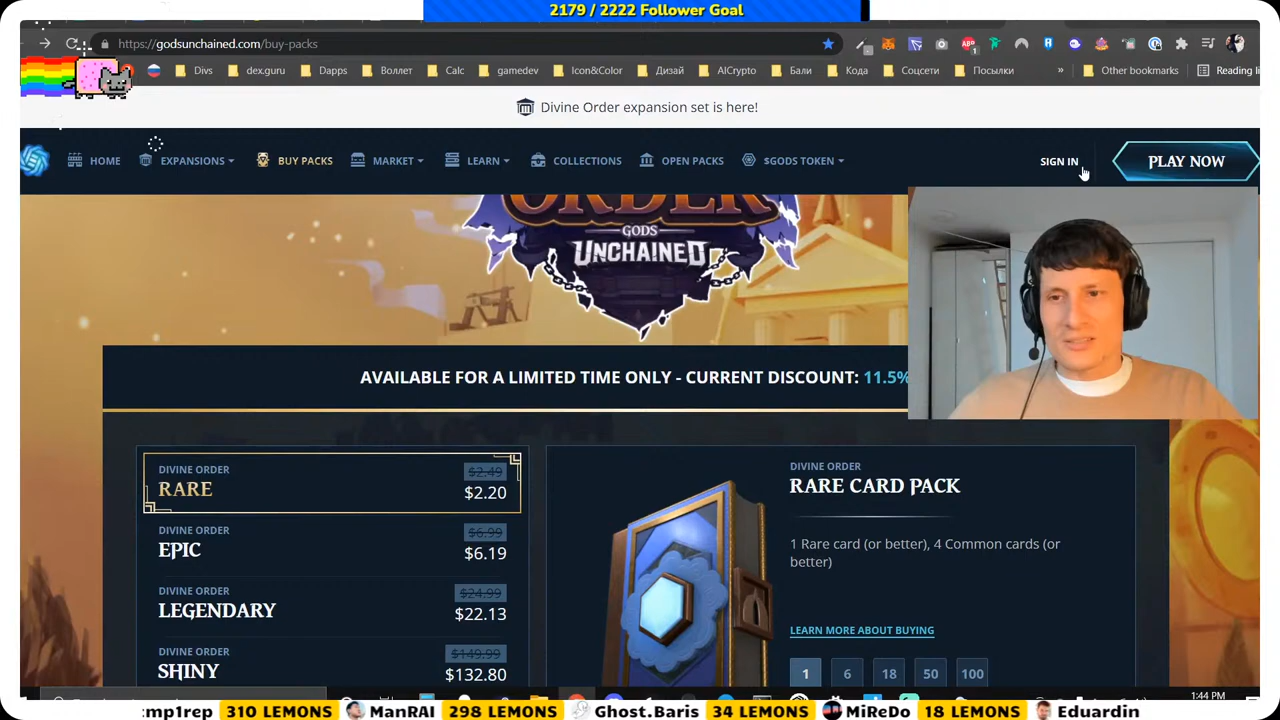 2179 / 2222 Follower Goal
https://godsunchained.com/buy-packs
Divs dex.guru Dapps Воллет Calc gamedev Icon&Color Дизай AICrypto Бали Кода Соцсети Посылки » Other bookmarks Reading li
Divine Order expansion set is here!
HOME EXPANSIONS BUY PACKS MARKET LEARN COLLECTIONS OPEN PACKS $GODS TOKEN SIGN IN PLAY NOW
ORDER
GODS
UNCHAINED
AVAILABLE FOR A LIMITED TIME ONLY - CURRENT DISCOUNT: 11.5%
DIVINE ORDER $2.49
RARE $2.20
DIVINE ORDER $6.99
EPIC $6.19
DIVINE ORDER $24.99
LEGENDARY $22.13
DIVINE ORDER $149.99
SHINY $132.80
DIVINE ORDER
RARE CARD PACK
1 Rare card (or better), 4 Common cards (or
better)
LEARN MORE ABOUT BUYING
1 6 18 50 100
1:44 PM
cmp1rep 310 LEMONS ManRAI 298 LEMONS Ghost.Baris 34 LEMONS MiReDo 18 LEMONS Eduardin